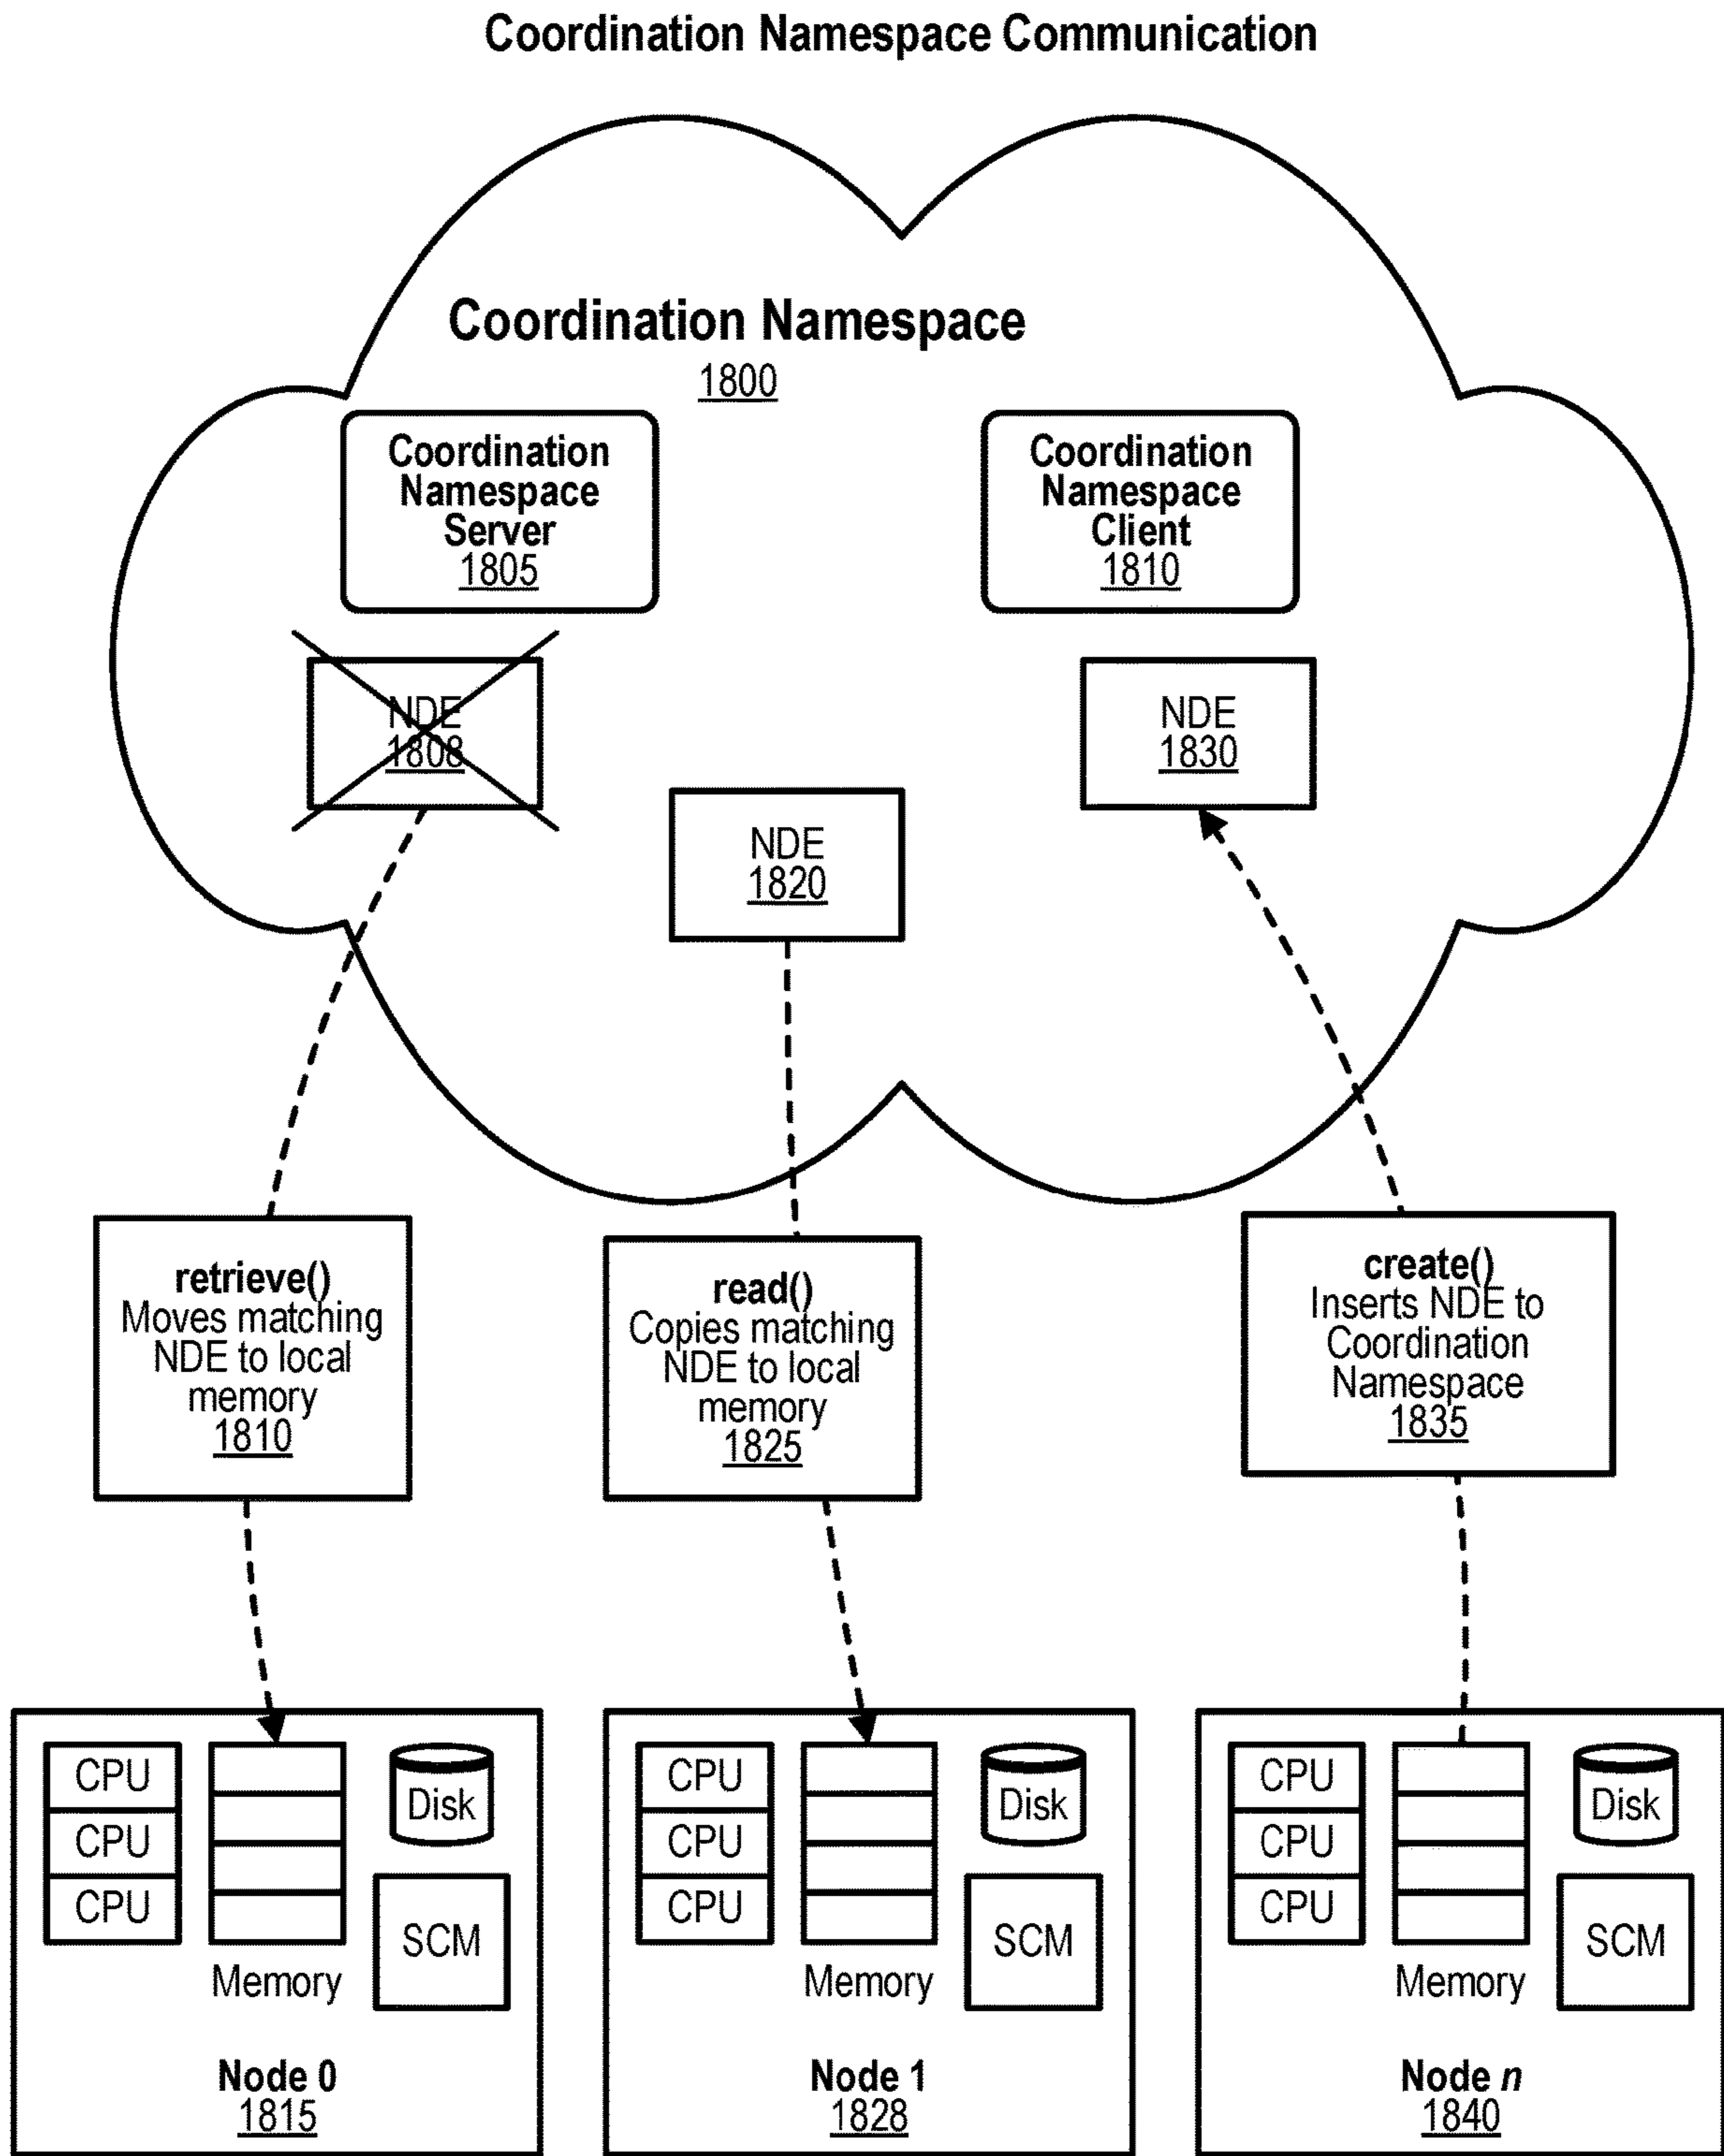 Coordination Namespace Communication
Coordination Namespace
1800
Coordination
Namespace
Server
1805
Coordination
Namespace
Client
1810
NDE
1808
NDE
1830
NDE
1820
retrieve()
Moves matching
NDE to local
memory
1810
read()
Copies matching
NDE to local
memory
1825
create()
Inserts NDE to
Coordination
Namespace
1835
CPU
CPU
CPU
Memory
Disk
SCM
Node 0
1815
CPU
CPU
CPU
Memory
Disk
SCM
Node 1
1828
CPU
CPU
CPU
Memory
Disk
SCM
Node n
1840